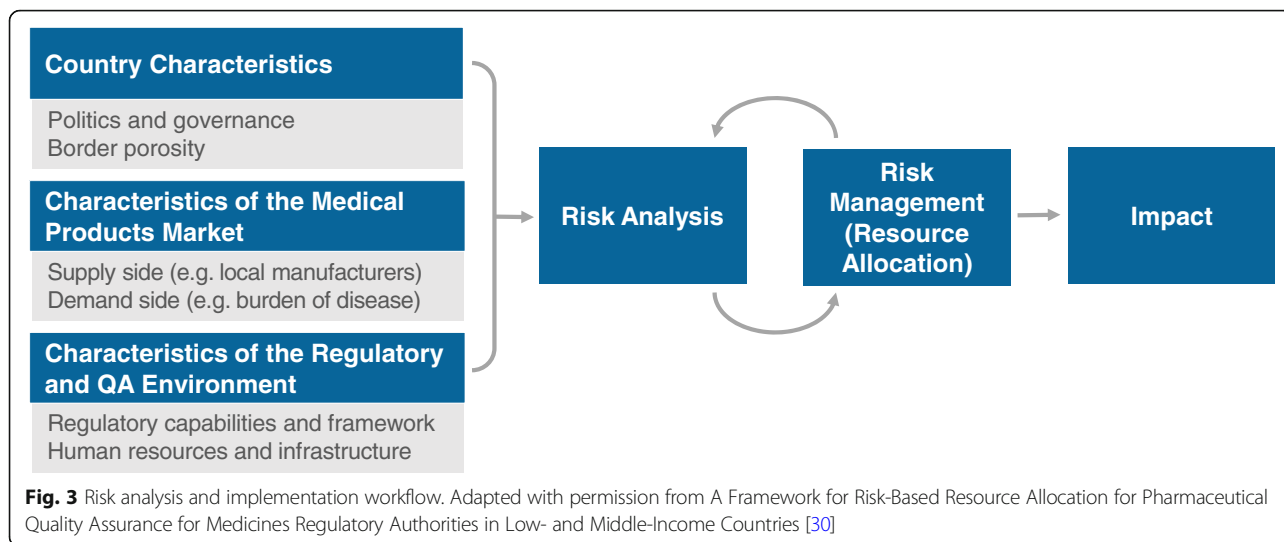 Country Characteristics
Politics and governance
Border porosity
Characteristics of the Medical
Products Market
Supply side (e.g. local manufacturers)
Demand side (e.g. burden of disease)
Characteristics of the Regulatory
and QA Environment
Regulatory capabilities and framework
Human resources and infrastructure
Risk Analysis
Risk
Management
(Resource
Allocation)
Impact
Fig. 3 Risk analysis and implementation workflow. Adapted with permission from A Framework for Risk-Based Resource Allocation for Pharmaceutical
Quality Assurance for Medicines Regulatory Authorities in Low- and Middle-Income Countries [30]